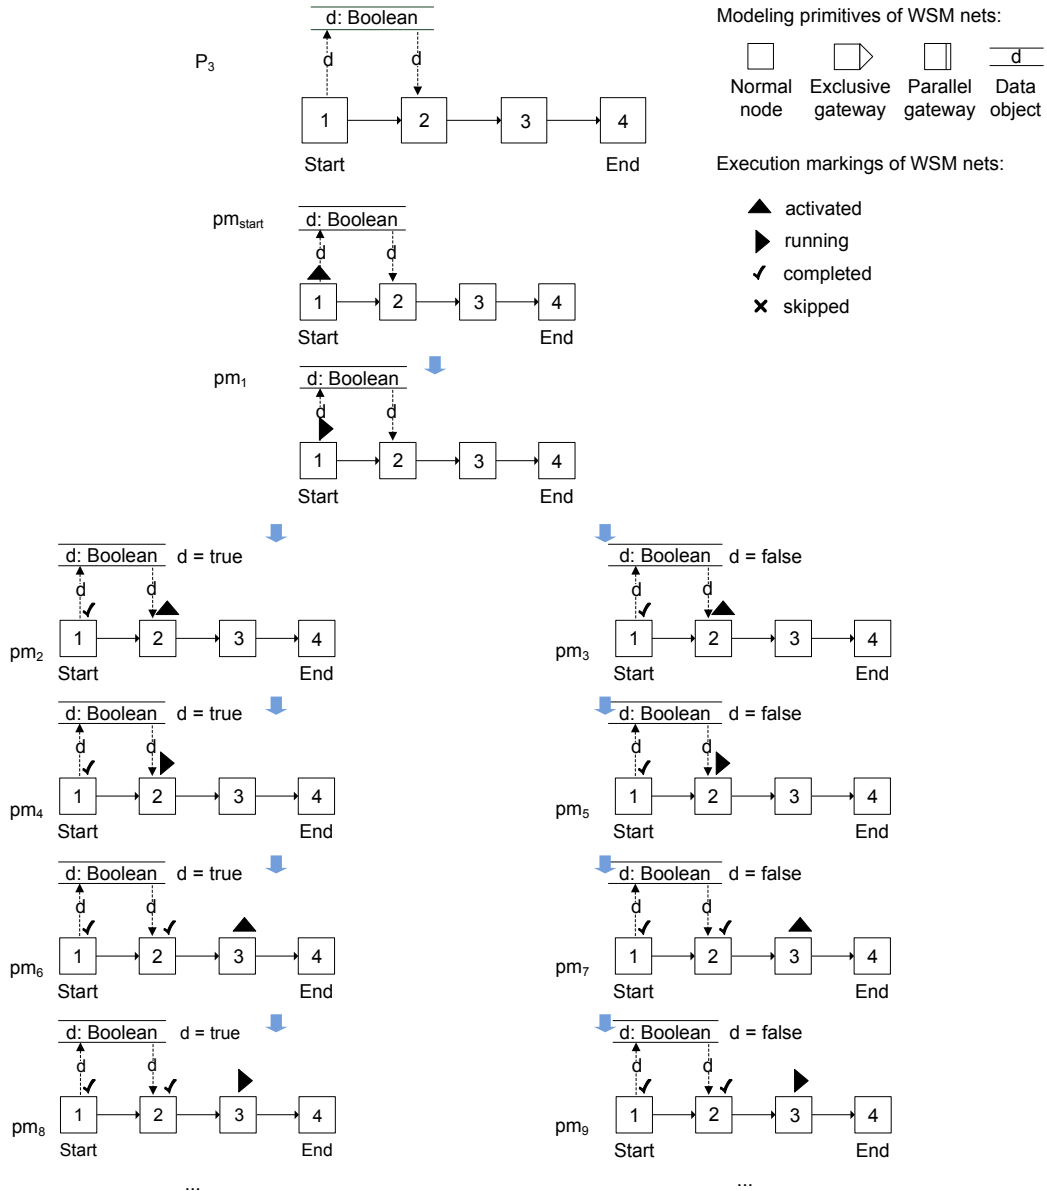 d: Boolean
P3
d d
1 2 3 4
Start End
Modeling primitives of WSM nets:
d
Normal node
Exclusive gateway
Parallel gateway
Data object
Execution markings of WSM nets:
activated
running
completed
skipped
pmstart
d: Boolean
d d
1 2 3 4
Start End
pm1
d: Boolean
d d
1 2 3 4
Start End
d: Boolean d = true
d d
1 2 3 4
pm2
Start End
d: Boolean d = false
d d
1 2 3 4
pm3
Start End
d: Boolean d = true
d d
1 2 3 4
pm4
Start End
d: Boolean d = false
d d
1 2 3 4
pm5
Start End
d: Boolean d = true
d d
1 2 3 4
pm6
Start End
d: Boolean d = false
d d
1 2 3 4
pm7
Start End
d: Boolean d = true
d d
1 2 3 4
pm8
Start End
...
d: Boolean d = false
d d
1 2 3 4
pm9
Start End
...